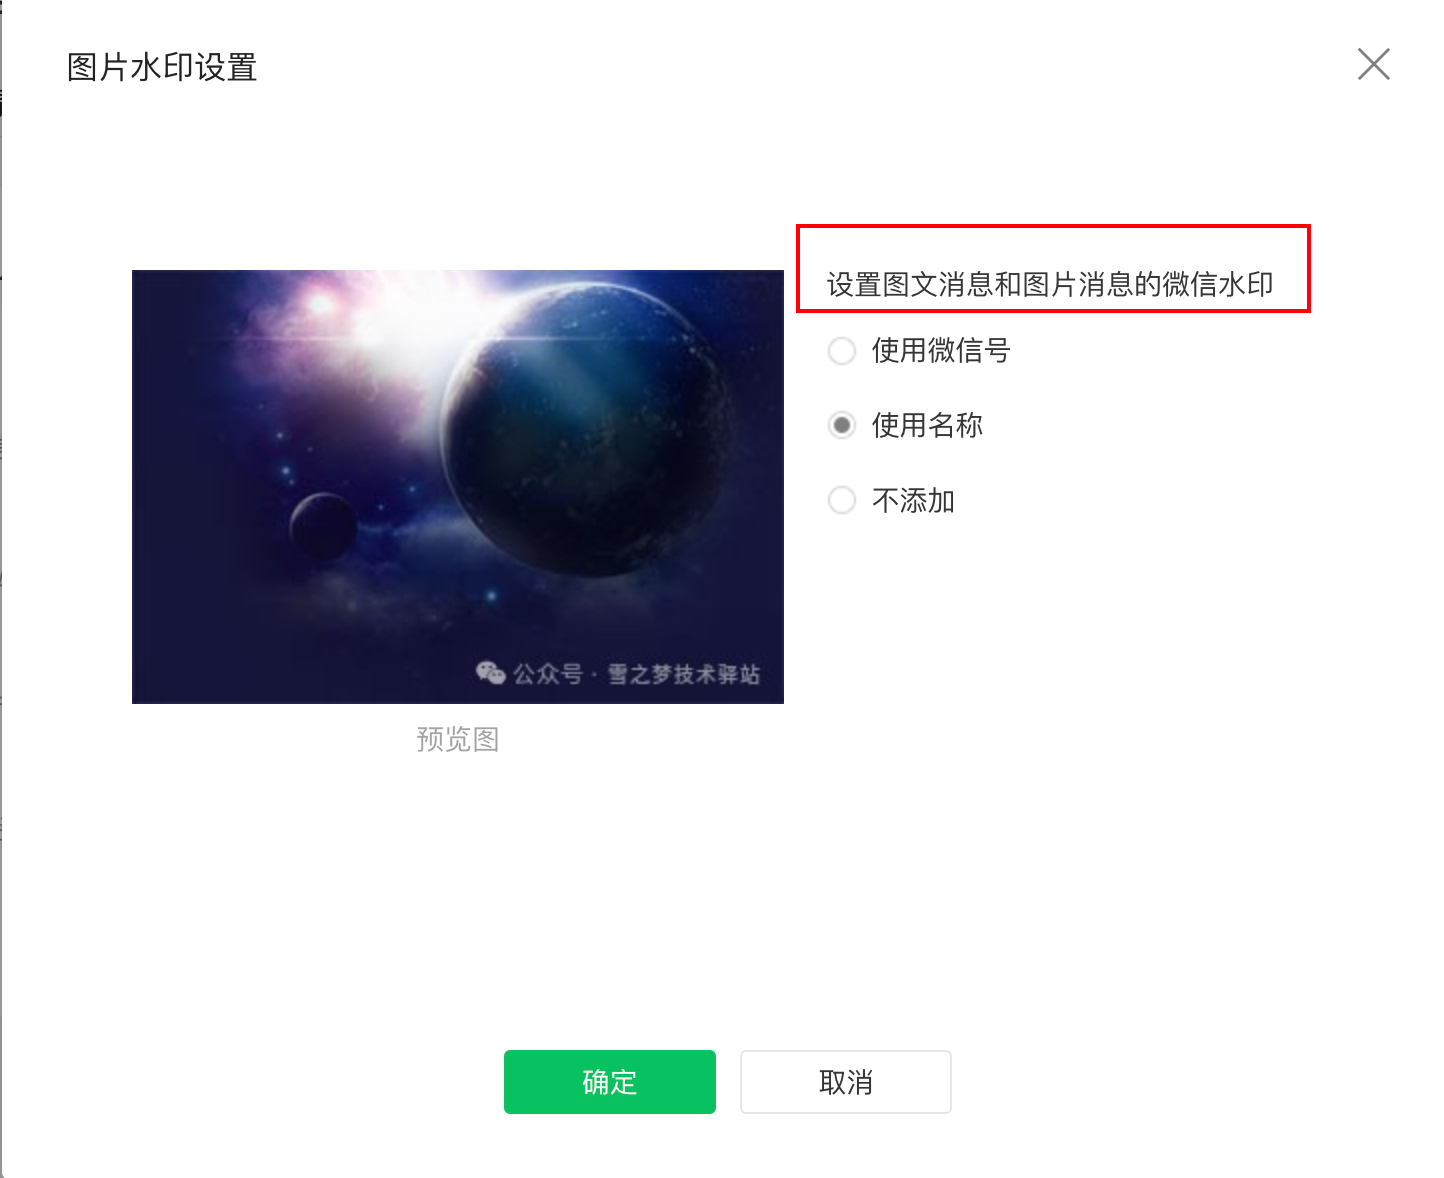 图片水印设置
设置图文消息和图片消息的微信水印
使用微信号
使用名称
不添加
公众号 · 雪之梦技术驿站
预览图
确定
取消